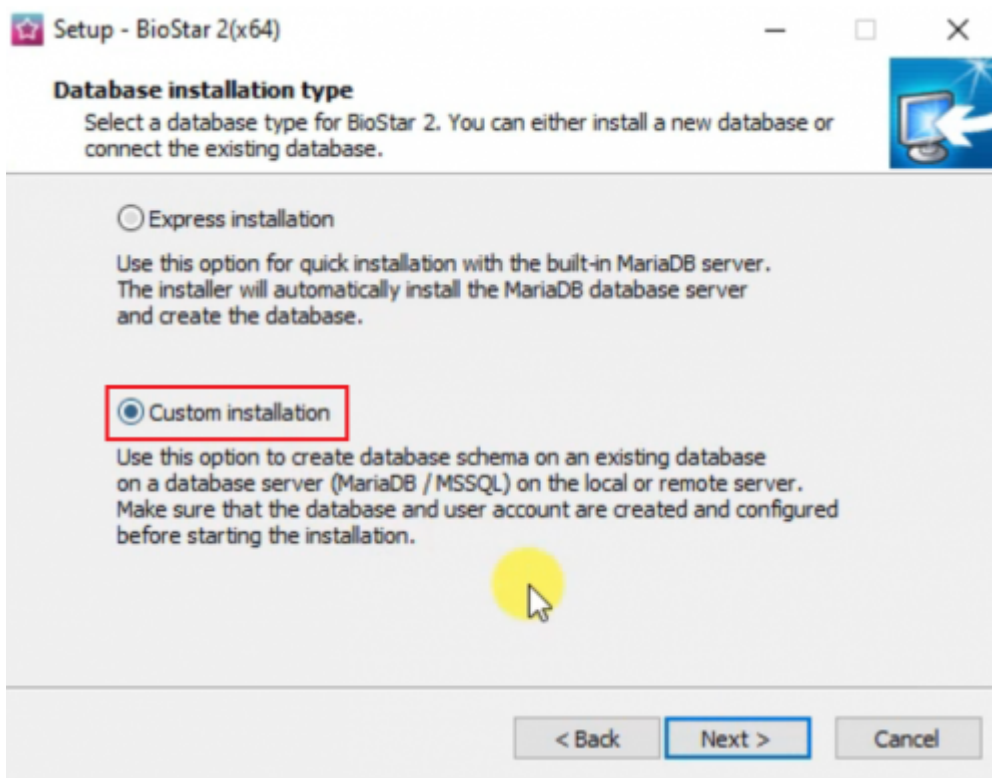 Setup - BioStar 2(x64)
Database installation type
Select a database type for BioStar 2. You can either install a new database or
connect the existing database.
Express installation
Use this option for quick installation with the built-in MariaDB server.
The installer will automatically install the MariaDB database server
and create the database.
Custom installation
Use this option to create database schema on an existing database
on a database server (MariaDB / MSSQL) on the local or remote server.
Make sure that the database and user account are created and configured
before starting the installation.
< Back Next > Cancel